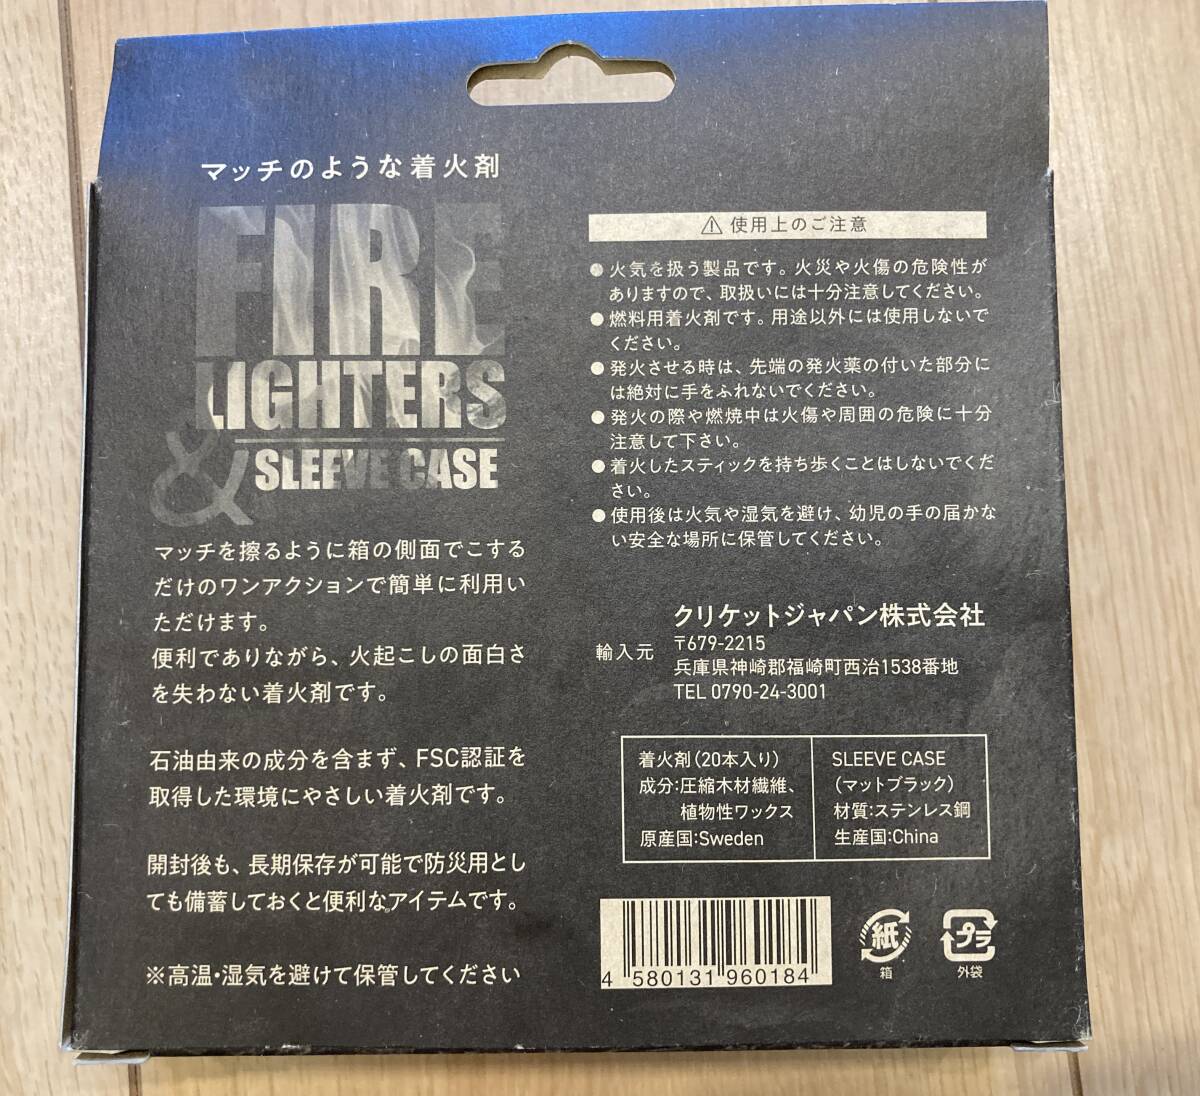 マッチのような着火剤
FIRE
LIGHTERS
& SLEEVE CASE
マッチを擦るように箱の側面でこする
だけのワンアクションで簡単に利用い
ただけます。
便利でありながら、火起こしの面白さ
を失わない着火剤です。
石油由来の成分を含まず、FSC認証を
取得した環境にやさしい着火剤です。
開封後も、長期保存が可能で防災用とし
ても備蓄しておくと便利なアイテムです。
※高温・湿気を避けて保管してください
⚠ 使用上のご注意
●火気を扱う製品です。火災や火傷の危険性が
ありますので、取扱いには十分注意してください。
●燃料用着火剤です。用途以外には使用しないで
ください。
●発火させる時は、先端の発火薬の付いた部分に
は絶対に手をふれないでください。
●発火の際や燃焼中は火傷や周囲の危険に十分
注意して下さい。
●着火したスティックを持ち歩くことはしないでくだ
さい。
●使用後は火気や湿気を避け、幼児の手の届かな
い安全な場所に保管してください。
輸入元
クリケットジャパン株式会社
〒679-2215
兵庫県神崎郡福崎町西治1538番地
TEL 0790-24-3001
着火剤(20本入り)
成分:圧縮木材繊維、
植物性ワックス
原産国:Sweden
SLEEVE CASE
(マットブラック)
材質:ステンレス鋼
生産国:China
4 580131 960184
紙
箱
プラ
外袋